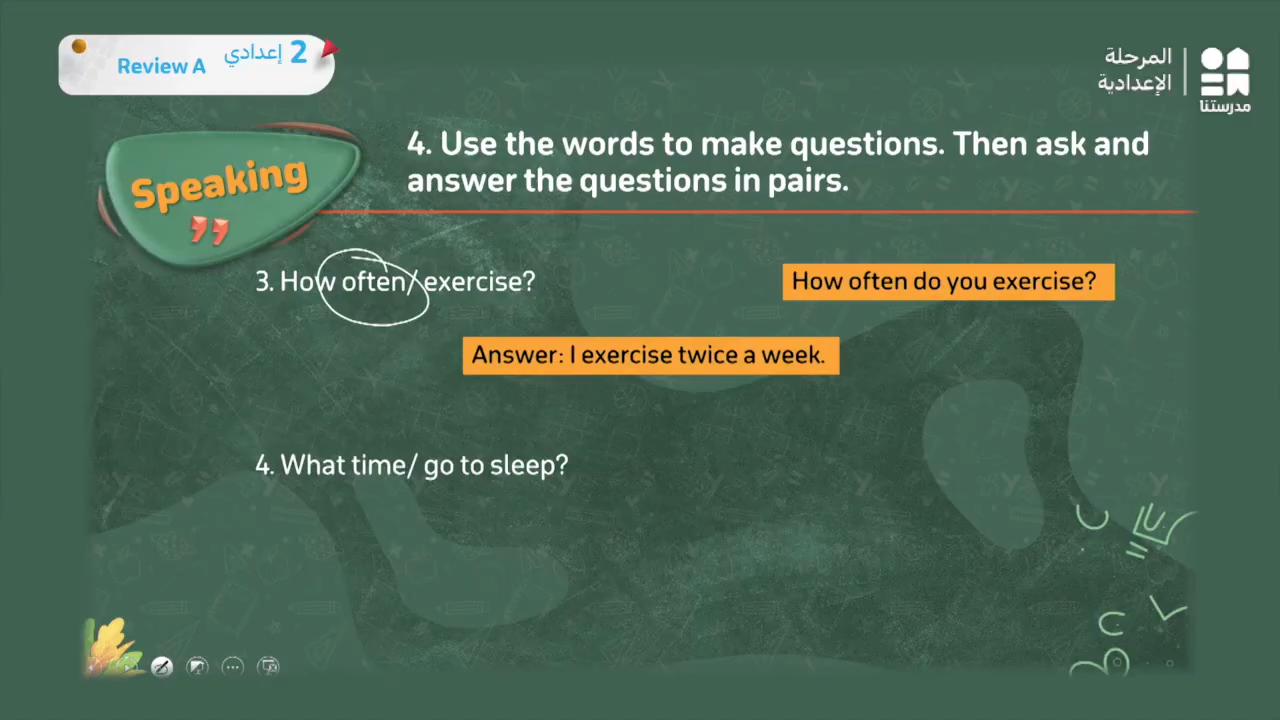 2 إعدادي
Review A
المرحلة
الإعدادية
مدرستنا
Speaking
4. Use the words to make questions. Then ask and
answer the questions in pairs.
3. How often/ exercise?
How often do you exercise?
Answer: I exercise twice a week.
4. What time/ go to sleep?